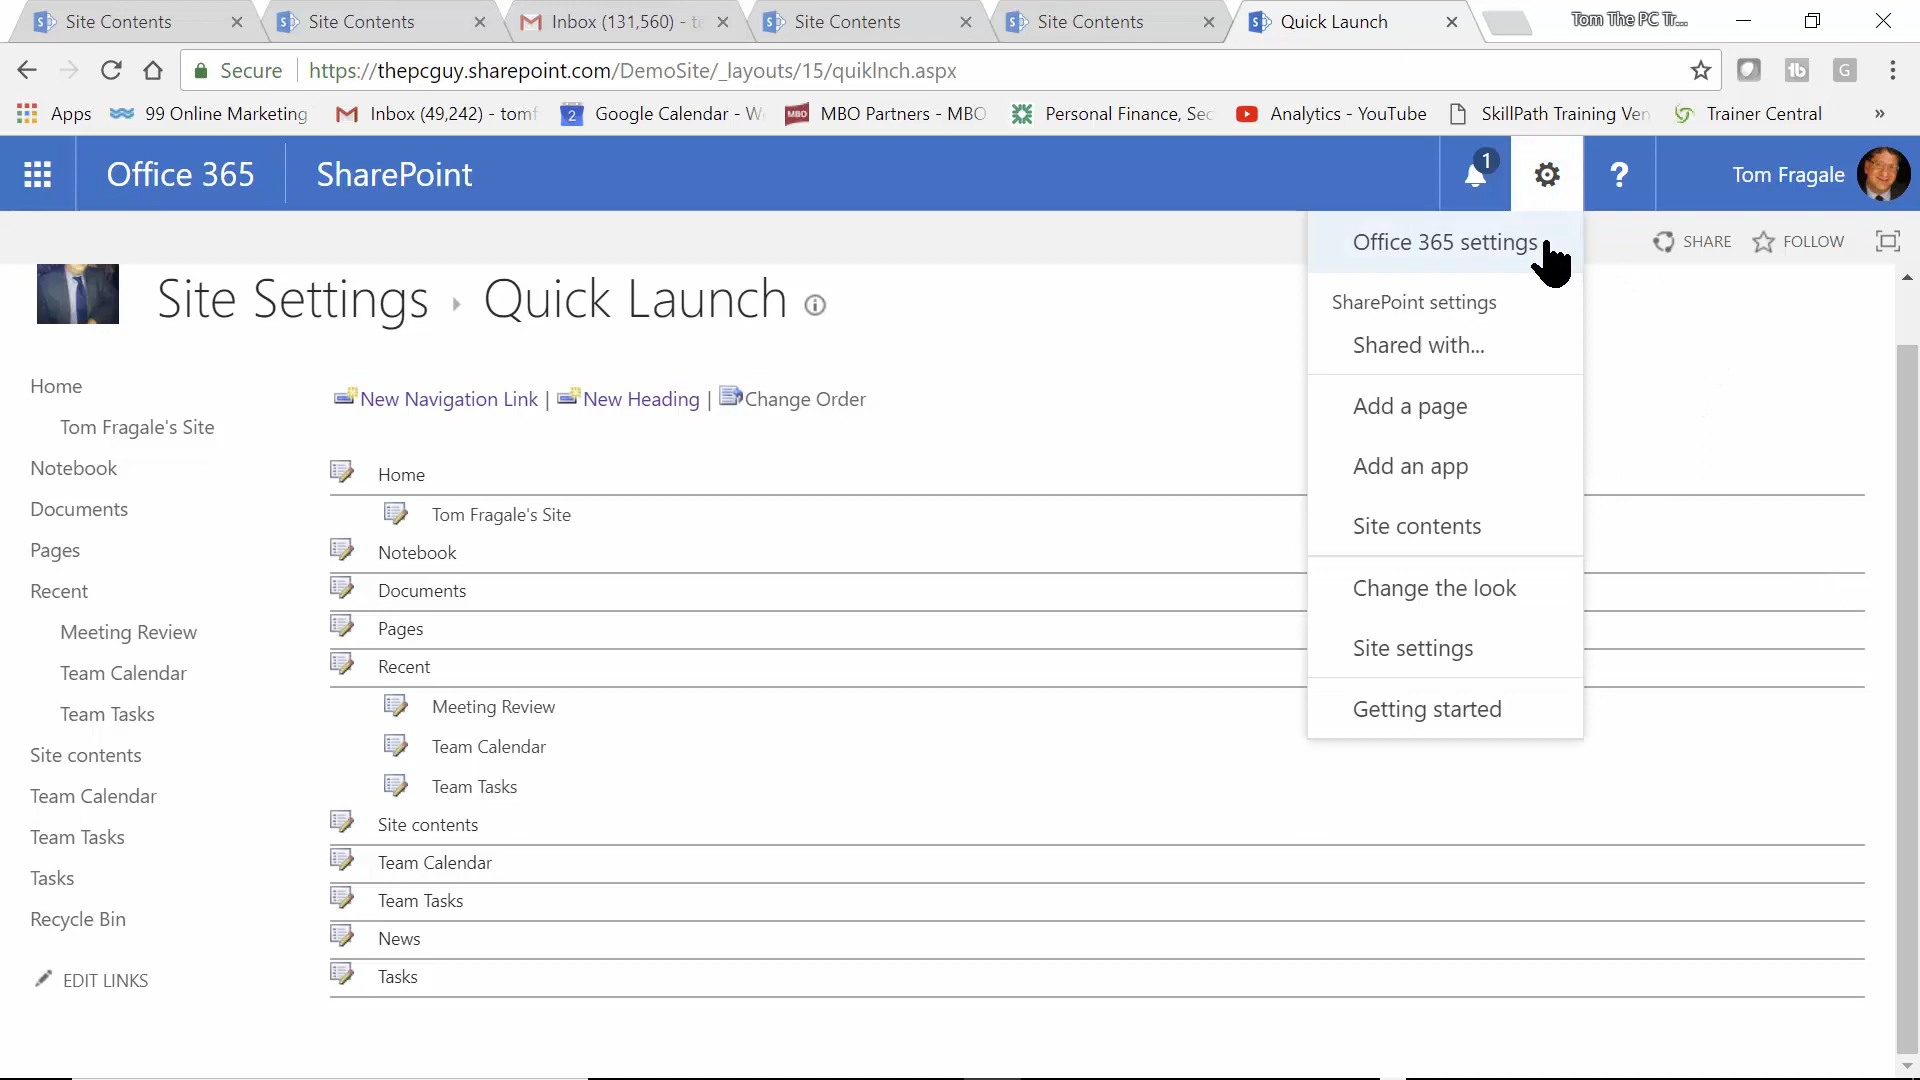 Site Contents
Site Contents
Inbox (131,560) - t
Site Contents
Site Contents
Quick Launch
Tom The PC Tr...
Secure
https://thepcguy.sharepoint.com/DemoSite/_layouts/15/quiklnch.aspx
Apps
99 Online Marketing
Inbox (49,242) - tomf
2
Google Calendar - W
MBO
MBO Partners - MBO
Personal Finance, Sec
Analytics - YouTube
SkillPath Training Ven
Trainer Central
»
Office 365
SharePoint
1
?
Tom Fragale
Office 365 settings
SharePoint settings
Shared with...
Add a page
Add an app
Site contents
Change the look
Site settings
Getting started
SHARE
FOLLOW
Site Settings
Quick Launch
Home
Tom Fragale's Site
Notebook
Documents
Pages
Recent
Meeting Review
Team Calendar
Team Tasks
Site contents
Team Calendar
Team Tasks
Tasks
Recycle Bin
EDIT LINKS
New Navigation Link | New Heading | Change Order
Home
Tom Fragale's Site
Notebook
Documents
Pages
Recent
Meeting Review
Team Calendar
Team Tasks
Site contents
Team Calendar
Team Tasks
News
Tasks